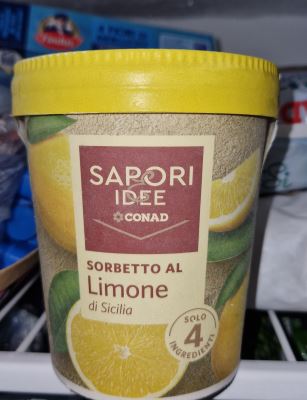 SAPORI
&
IDEE
CONAD
SORBETTO AL
Limone
di Sicilia
SOLO
4
INGREDIENTI